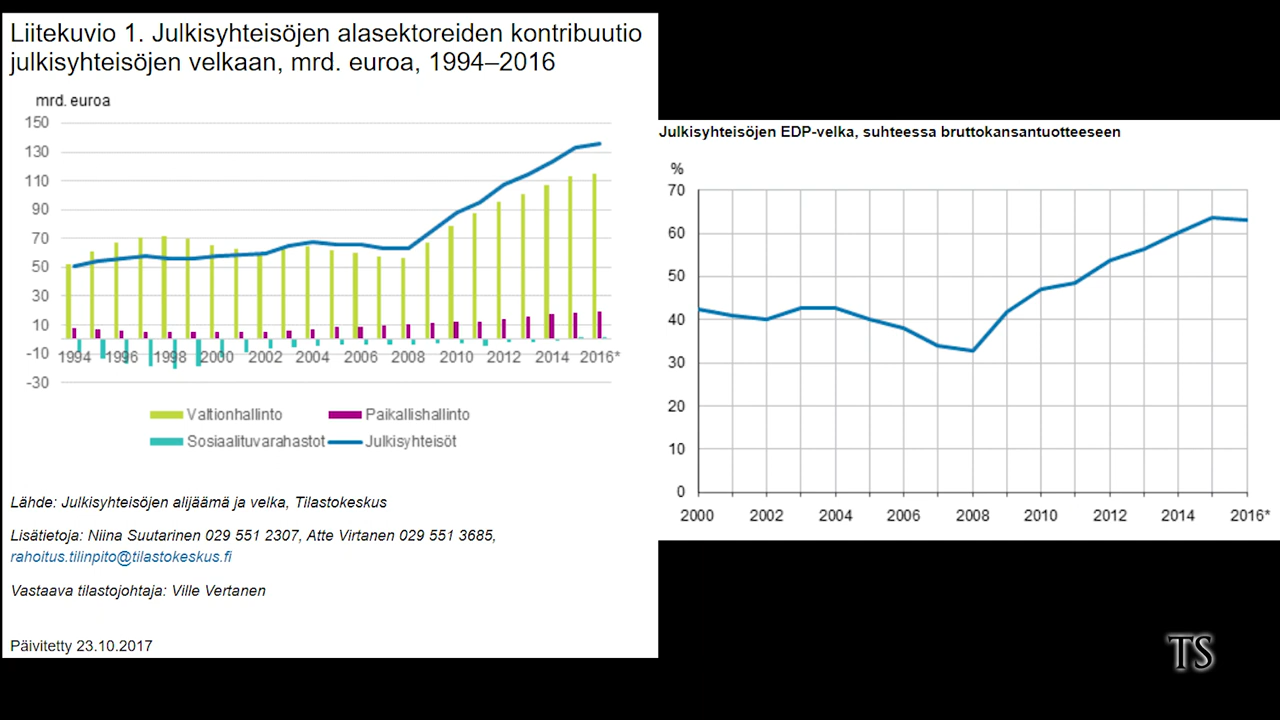 Liitekuvio 1. Julkisyhteisöjen alasektoreiden kontribuutio
julkisyhteisöjen velkaan, mrd. euroa, 1994–2016
mrd. euroa
150
130
110
90
70
50
30
10
-10
-30
1994 1996 1998 2000 2002 2004 2006 2008 2010 2012 2014 2016*
Valtionhallinto Paikallishallinto
Sosiaalituvarahastot Julkisyhteisöt
Lähde: Julkisyhteisöjen alijäämä ja velka, Tilastokeskus
Lisätietoja: Niina Suutarinen 029 551 2307, Atte Virtanen 029 551 3685,
rahoitus.tilinpito@tilastokeskus.fi
Vastaava tilastojohtaja: Ville Vertanen
Päivitetty 23.10.2017
Julkisyhteisöjen EDP-velka, suhteessa bruttokansantuotteeseen
%
70
60
50
40
30
20
10
0
2000 2002 2004 2006 2008 2010 2012 2014 2016*
TS